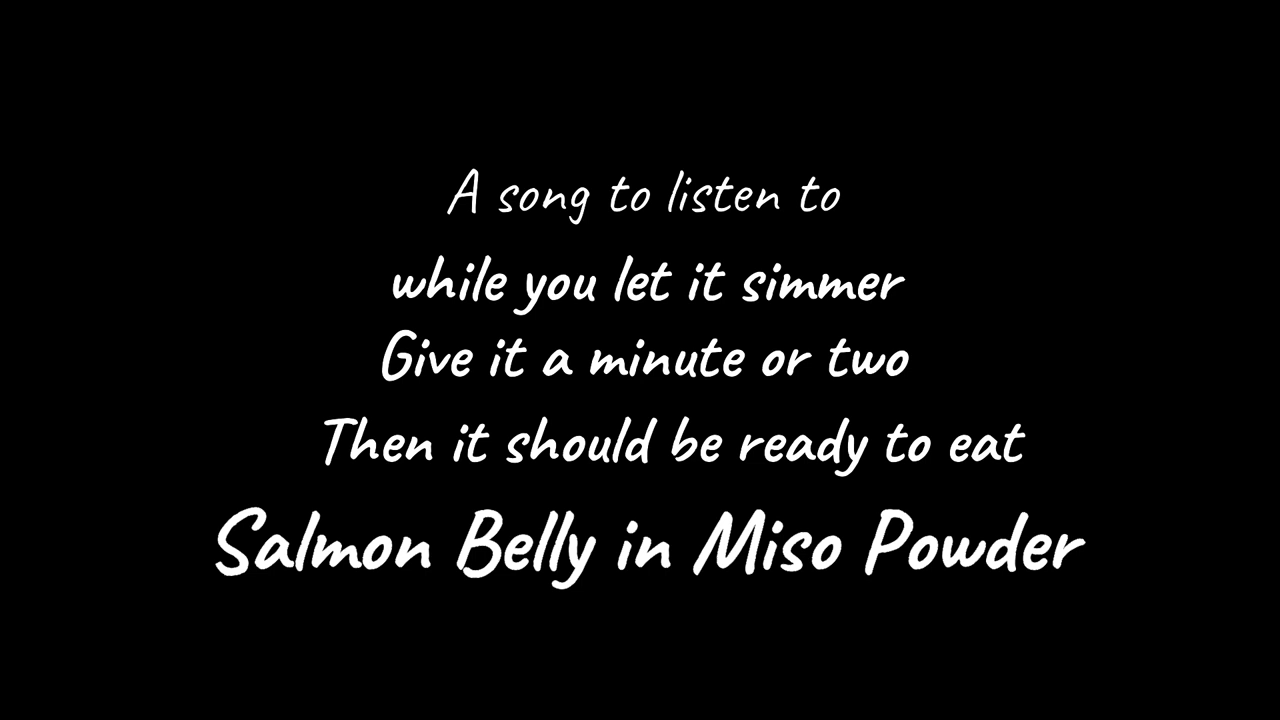 A song to listen to
while you let it simmer
Give it a minute or two
Then it should be ready to eat
Salmon Belly in Miso Powder